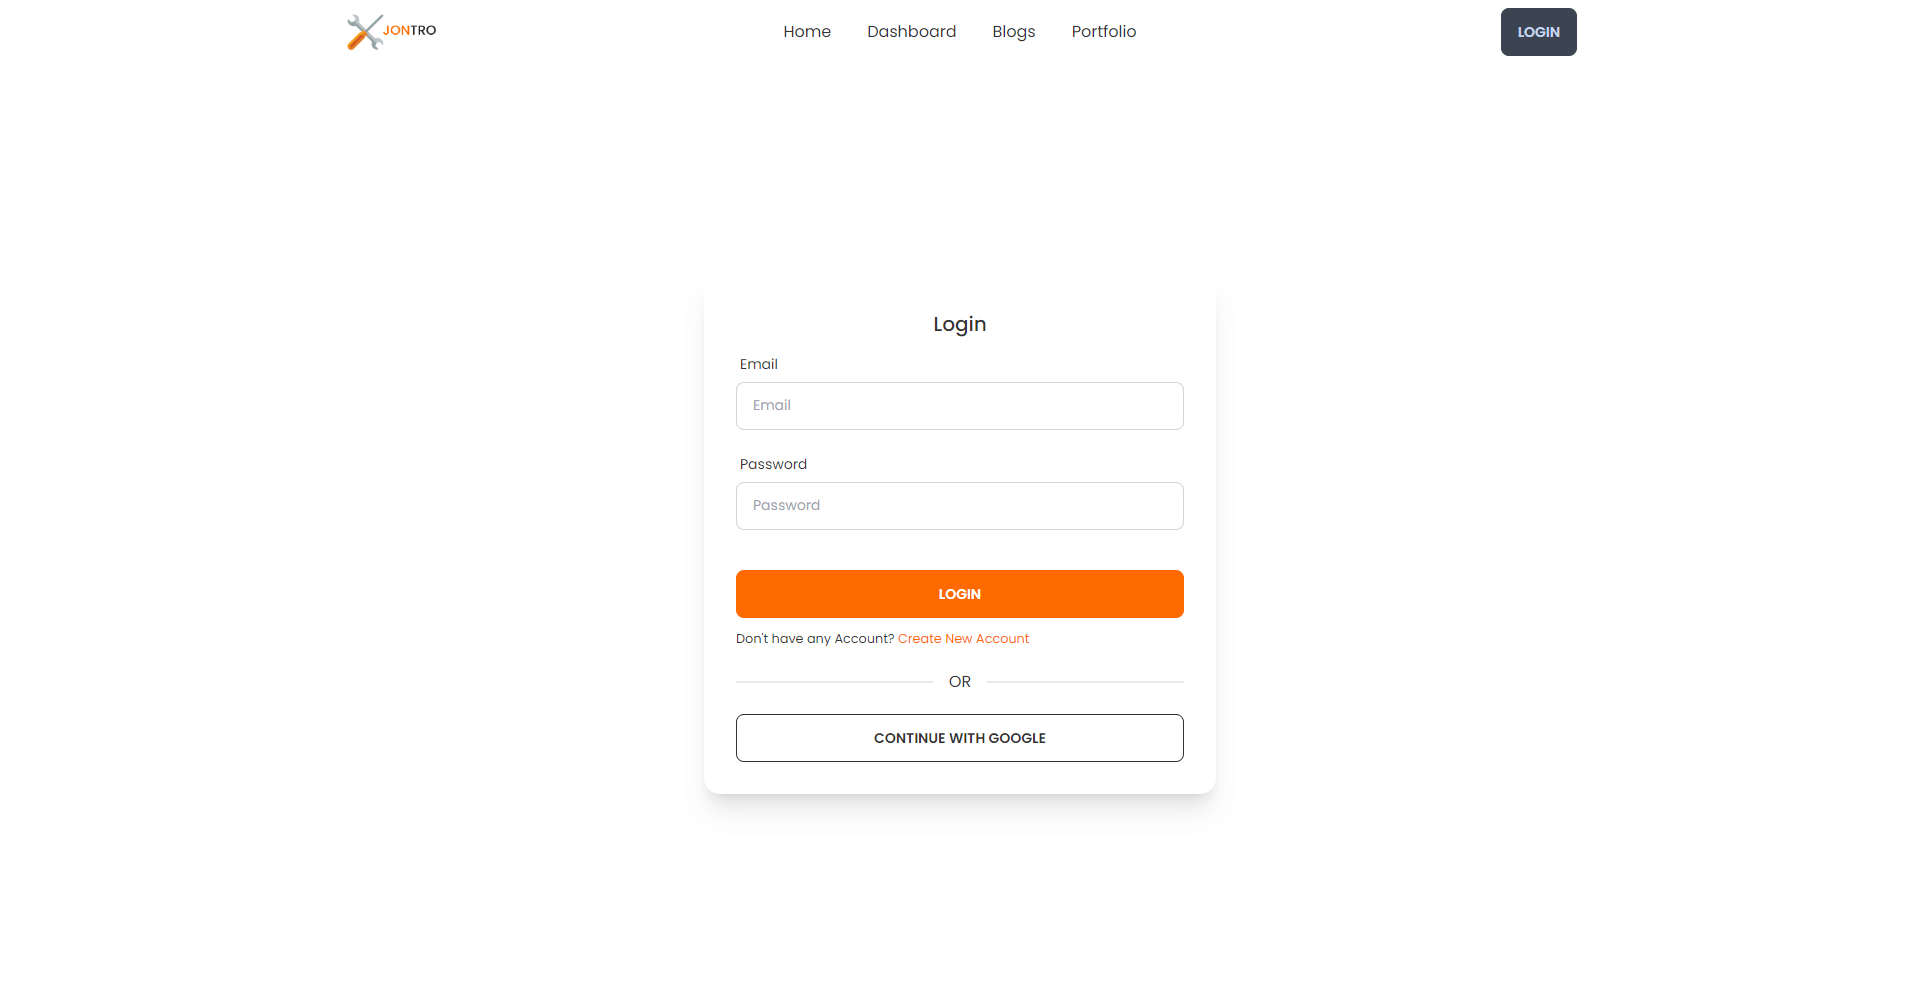 JONTRO
Home Dashboard Blogs Portfolio
LOGIN
Login
Email
Email
Password
Password
LOGIN
Don't have any Account? Create New Account
OR
CONTINUE WITH GOOGLE